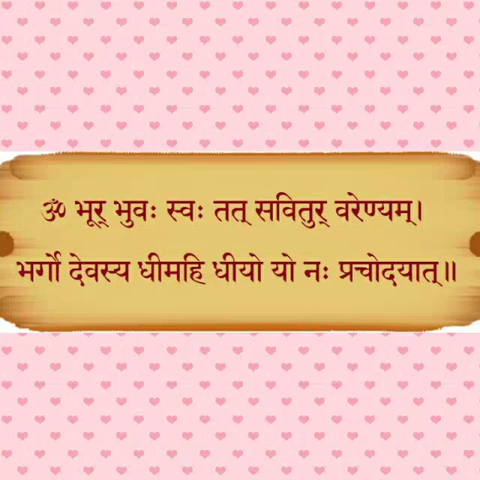 ॐ भूर् भुवः स्वः तत् सवितुर् वरेण्यम्।
भर्गो देवस्य धीमहि धीयो यो नः प्रचोदयात्॥